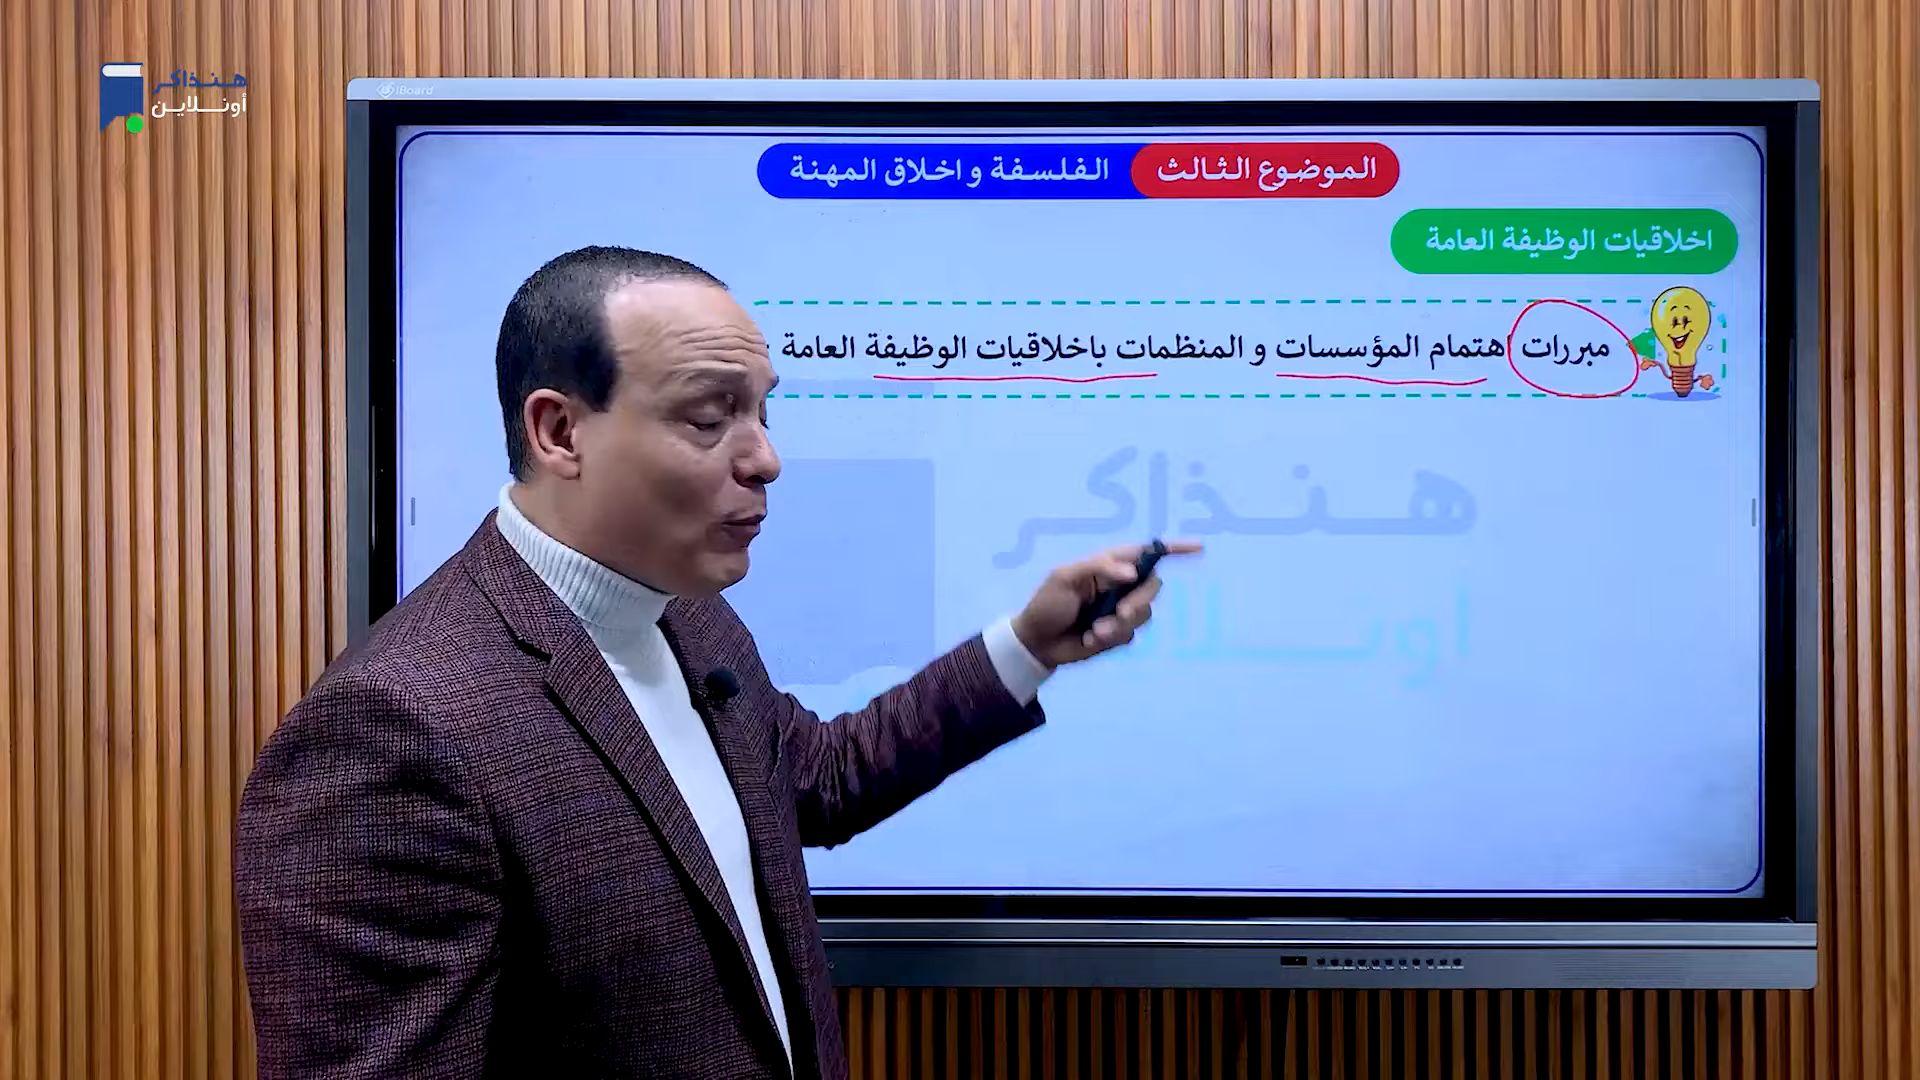 هنذاكر
أونلاين
iBoard
الموضوع الثالث الفلسفة و اخلاق المهنة
اخلاقيات الوظيفة العامة
مبررات اهتمام المؤسسات و المنظمات باخلاقيات الوظيفة العامة
هنذاكر